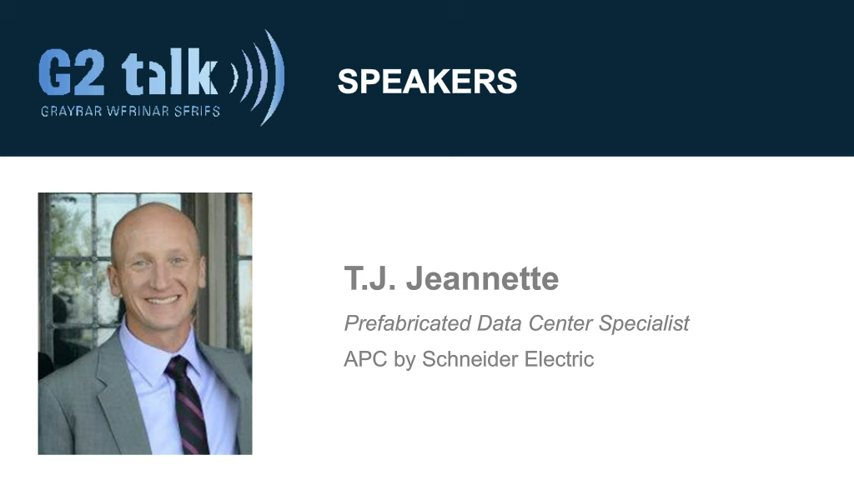 G2 talk
GRAYBAR WEBINAR SERIES
SPEAKERS
T.J. Jeannette
Prefabricated Data Center Specialist
APC by Schneider Electric